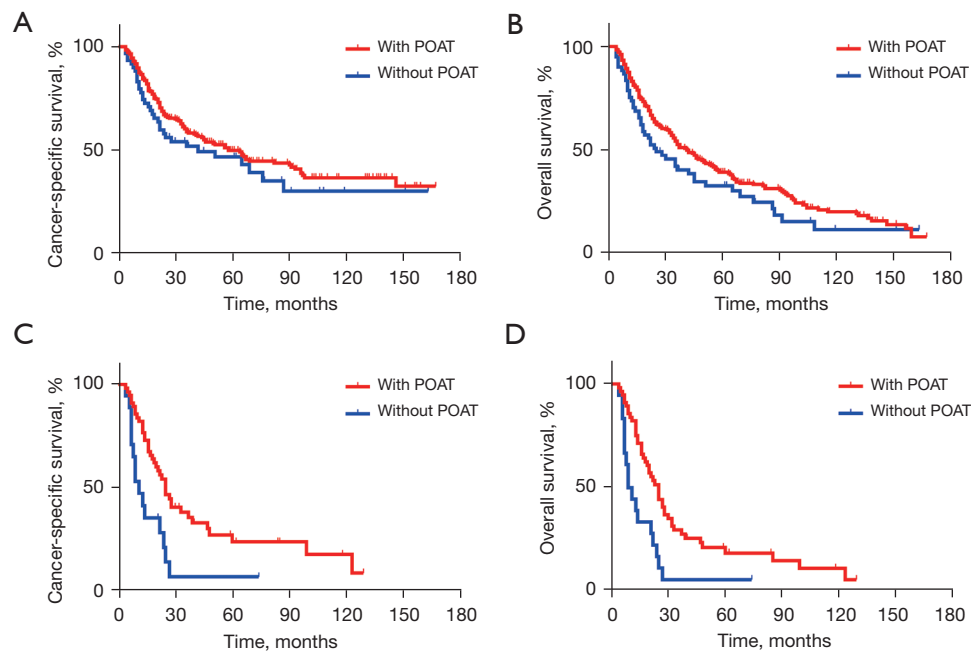 A
Cancer-specific survival, %
100
50
0
0 30 60 90 120 150 180
Time, months
With POAT
Without POAT
B
Overall survival, %
100
50
0
0 30 60 90 120 150 180
Time, months
With POAT
Without POAT
C
Cancer-specific survival, %
100
50
0
0 30 60 90 120 150 180
Time, months
With POAT
Without POAT
D
Overall survival, %
100
50
0
0 30 60 90 120 150 180
Time, months
With POAT
Without POAT